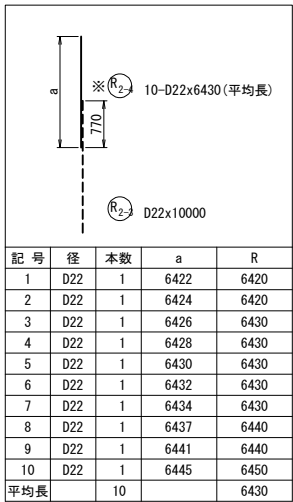 ※ R2-4 10-D22x6430(平均長)
a
770
R2-3 D22x10000
記 号 径 本数 a R
1 D22 1 6422 6420
2 D22 1 6424 6420
3 D22 1 6426 6430
4 D22 1 6428 6430
5 D22 1 6430 6430
6 D22 1 6432 6430
7 D22 1 6434 6430
8 D22 1 6437 6440
9 D22 1 6441 6440
10 D22 1 6445 6450
平均長 10 6430